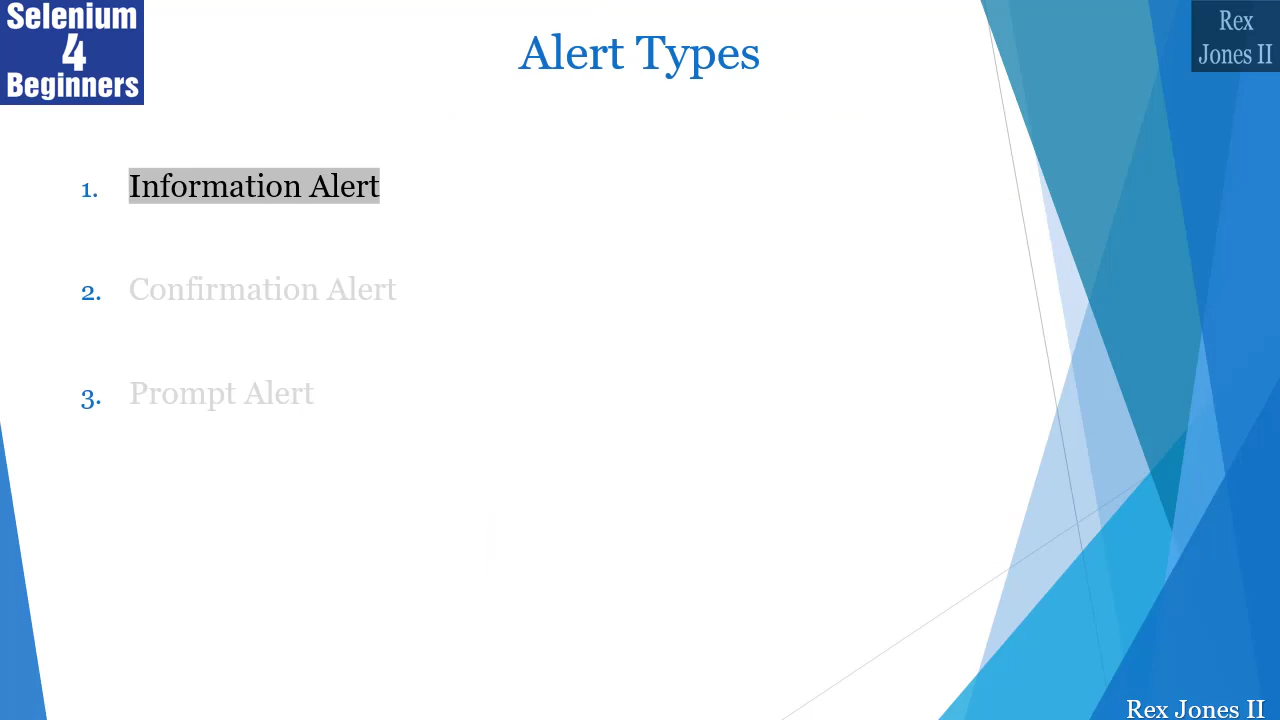 Selenium
4
Beginners
Alert Types
Rex
Jones II
1. Information Alert
2. Confirmation Alert
3. Prompt Alert
Rex Jones II